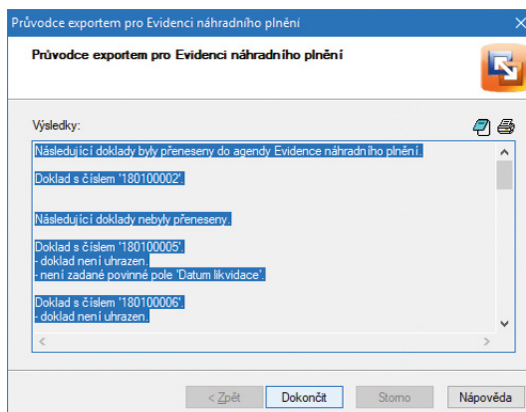 Průvodce exportem pro Evidenci náhradního plnění
Průvodce exportem pro Evidenci náhradního plnění
Výsledky:
Následující doklady byly přeneseny do agendy Evidence náhradního plnění.
Doklad s číslem '180100002'.
Následující doklady nebyly přeneseny.
Doklad s číslem '180100005'.
- doklad není uhrazen.
- není zadané povinné pole 'Datum likvidace'.
Doklad s číslem '180100006'.
- doklad není uhrazen.
< Zpět Dokončit Storno Nápověda